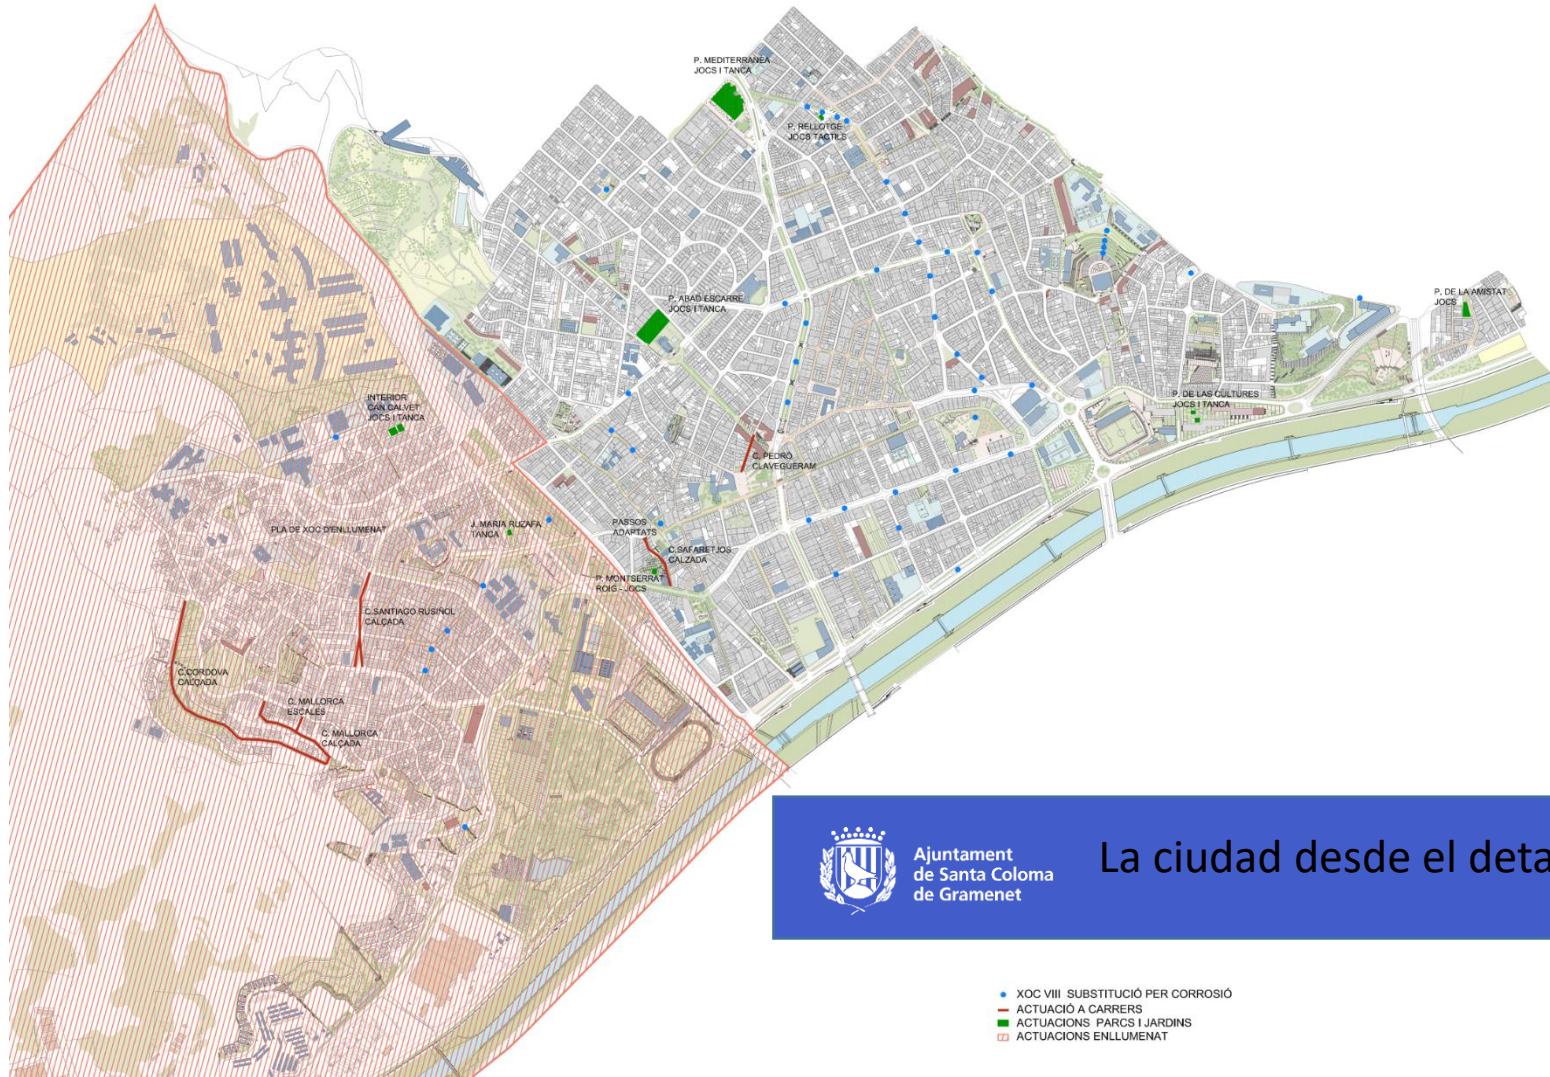 P. MEDITERRANEA
JOCS I TANCA
P. RELLOTGE
JOCS TACTILS
P. ABAD ESCARRE
JOCS I TANCA
P. DE LA AMISTAT
JOCS
INTERIOR
CAN CALVET
JOCS I TANCA
P. DE LAS CULTURES
JOCS I TANCA
C. PEDRÓ
CLAVEGUERAM
PLA DE XOC D'ENLLUMENAT
J. MARIA RUZAFA
TANCA
PASSOS
ADAPTATS
C.SAFARETJOS
CALZADA
P. MONTSERRAT
ROIG - JOCS
C.SANTIAGO RUSIÑOL
CALÇADA
C.CORDOVA
CALÇADA
C. MALLORCA
ESCALES
C. MALLORCA
CALÇADA
Ajuntament
de Santa Coloma
de Gramenet
La ciudad desde el deta
XOC VIII SUBSTITUCIÓ PER CORROSIÓ
ACTUACIÓ A CARRERS
ACTUACIONS PARCS I JARDINS
ACTUACIONS ENLLUMENAT